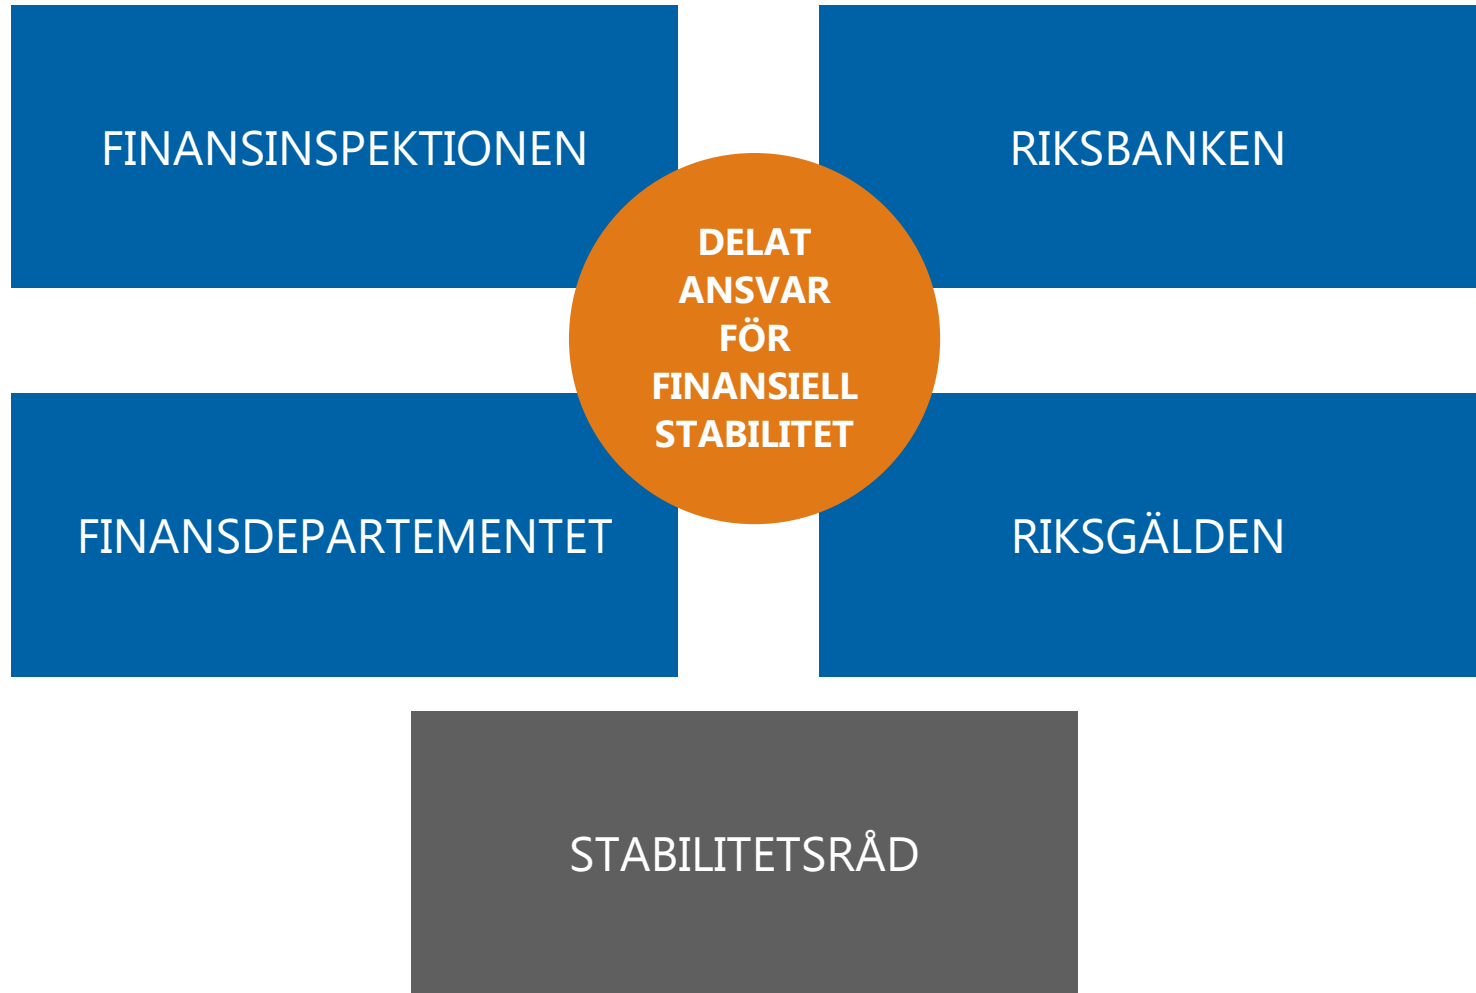 FINANSINSPEKTIONEN
RIKSBANKEN
DELAT
ANSVAR
FÖR
FINANSIELL
STABILITET
FINANSDEPARTEMENTET
RIKSGÄLDEN
STABILITETSRÅD